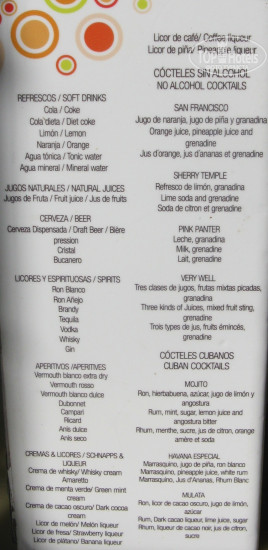 REFRESCOS / SOFT DRINKS
Cola / Coke
Cola dieta / Diet coke
Limón / Lemon
Naranja / Orange
Agua tónica / Tonic water
Agua mineral / Mineral water
JUGOS NATURALES / NATURAL JUICES
Jugos de Fruta / Fruit juice / Jus de fruits
CERVEZA / BEER
Cerveza Dispensada / Draft Beer / Bière
pression
Cristal
Bucanero
LICORES Y ESPIRITUOSAS / SPIRITS
Ron Blanco
Ron Añejo
Brandy
Tequila
Vodka
Whisky
Gin
APERITIVOS /APERITIVES
Vermouth blanco extra dry
Vermouth rosso
Vermouth blanco dulce
Dubonnet
Campari
Ricard
Anis dulce
Anis seco
CREMAS & LICORES / SCHNAPPS &
LIQUEUR
Crema de whisky/ Whisky cream
Amaretto
Crema de menta verde/ Green mint
cream
Crema de cacao oscuro/ Dark cocoa
cream
Licor de melón/ Melón liqueur
Licor de fresa/ Strawberry liqueur
Licor de plátano/ Banana liqueur
Licor de café/ Coffee liqueur
Licor de piña/ Pineapple liqueur
CÓCTELES SIN ALCOHOL
NO ALCOHOL COCKTAILS
SAN FRANCISCO
Jugo de naranja, jugo de piña y granadina
Orange juice, pineapple juice and
grenadine
Jus d'orange, jus d'ananas et grenadine
SHERRY TEMPLE
Refresco de limón, granadina
Lime soda and grenadine
Soda de citron et grenadine
PINK PANTER
Leche, granadina
Milk, grenadine
Lait, grenadine
VERY WELL
Tres clases de jugos, frutas mixtas picadas,
granadina
Three kinds of Juices, mixed fruit sting,
grenadine
Trois types de jus, fruits émincés,
grenadine
CÓCTELES CUBANOS
CUBAN COCKTAILS
MOJITO
Ron, hierbabuena, azúcar, jugo de limón
y angostura
Rum, mint, sugar, lemon juice and
angostura bitter
Rhum, menthe, sucre, jus de citron, orange
amère et soda
HAVANA ESPECIAL
Marrasquino, jugo de piña, ron blanco
Marrasquino, pineapple juice, white rum
Marrasquino, Jus d'Ananas, Rhum Blanc
MULATA
Ron, licor de cacao oscuro, jugo de limón,
azúcar
Rum, Dark cacao liqueur, lime juice, sugar
Rhum, liqueur de cacao noir, jus de citron,
sucre